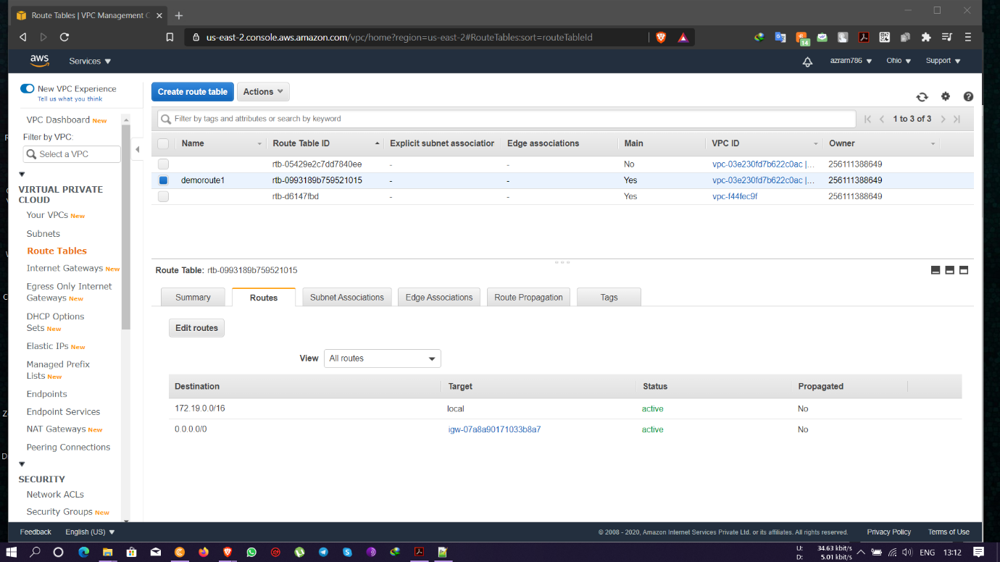 Route Tables | VPC Management C
us-east-2.console.aws.amazon.com/vpc/home?region=us-east-2#RouteTables:sort=routeTableId
14
aws Services azram786 Ohio Support
New VPC Experience
Tell us what you think
VPC Dashboard New
Filter by VPC:
Select a VPC
VIRTUAL PRIVATE
CLOUD
Your VPCs New
Subnets
Route Tables
Internet Gateways New
Egress Only Internet
Gateways New
DHCP Options
Sets New
Elastic IPs New
Managed Prefix
Lists New
Endpoints
Endpoint Services
NAT Gateways New
Peering Connections
SECURITY
Network ACLs
Security Groups New
Create route table Actions
Filter by tags and attributes or search by keyword 1 to 3 of 3
Name Route Table ID Explicit subnet association Edge associations Main VPC ID Owner
rtb-05429e2c7dd7840ee - - No vpc-03e230fd7b622c0ac |... 256111388649
demoroute1 rtb-0993189b759521015 - - Yes vpc-03e230fd7b622c0ac |... 256111388649
rtb-d6147fbd - - Yes vpc-f44fec9f 256111388649
Route Table: rtb-0993189b759521015
Summary Routes Subnet Associations Edge Associations Route Propagation Tags
Edit routes
View All routes
Destination Target Status Propagated
172.19.0.0/16 local active No
0.0.0.0/0 igw-07a8a90171033b8a7 active No
Feedback English (US) © 2008 - 2020, Amazon Internet Services Private Ltd. or its affiliates. All rights reserved. Privacy Policy Terms of Use
U: 34.63 kbit/s
D: 5.01 kbit/s
ENG 13:12